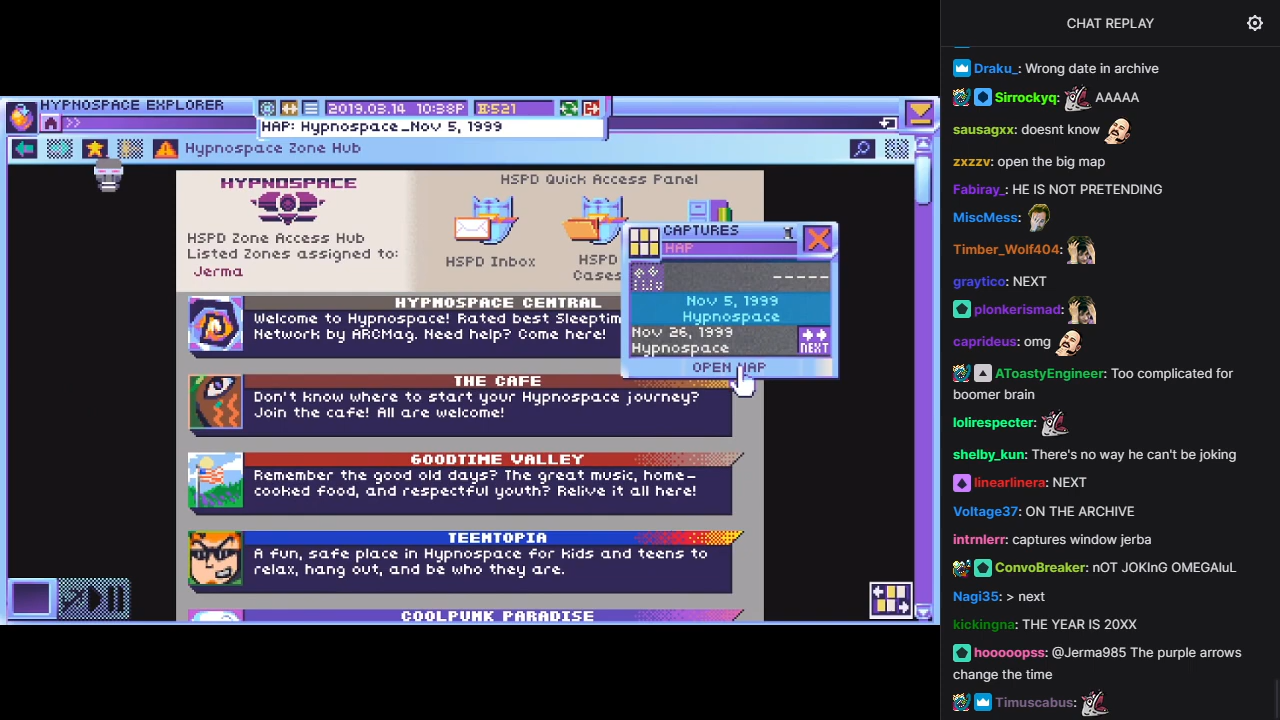 HYPNOSPACE EXPLORER
2019.03.14 10:38P
521
>>
HAP: Hypnospace_Nov 5, 1999
Hypnospace Zone Hub
HYPNOSPACE
HSPD Zone Access Hub
Listed Zones assigned to:
Jerma
HSPD Quick Access Panel
HSPD Inbox
HSPD
Cases
CAPTURES
HAP
-----
Nov 5, 1999
Hypnospace
Nov 26, 1999
Hypnospace
NEXT
OPEN MAP
HYPNOSPACE CENTRAL
Welcome to Hypnospace! Rated best Sleeptim
Network by ARCMag. Need help? Come here!
THE CAFE
Don't know where to start your Hypnospace journey?
Join the cafe! All are welcome!
GOODTIME VALLEY
Remember the good old days? The great music, home-
cooked food, and respectful youth? Relive it all here!
TEENTOPIA
A fun, safe place in Hypnospace for kids and teens to
relax, hang out, and be who they are.
COOLPUNK PARADISE
CHAT REPLAY
Draku_: Wrong date in archive
Sirrockyq: AAAAA
sausagxx: doesnt know
zxzzv: open the big map
Fabiray_: HE IS NOT PRETENDING
MiscMess:
Timber_Wolf404:
graytico: NEXT
plonkerismad:
caprideus: omg
AToastyEngineer: Too complicated for
boomer brain
lolirespecter:
shelby_kun: There's no way he can't be joking
linearlinera: NEXT
Voltage37: ON THE ARCHIVE
intrnlerr: captures window jerba
ConvoBreaker: nOT JOKInG OMEGAluL
Nagi35: > next
kickingna: THE YEAR IS 20XX
hooooopss: @Jerma985 The purple arrows
change the time
Timuscabus: